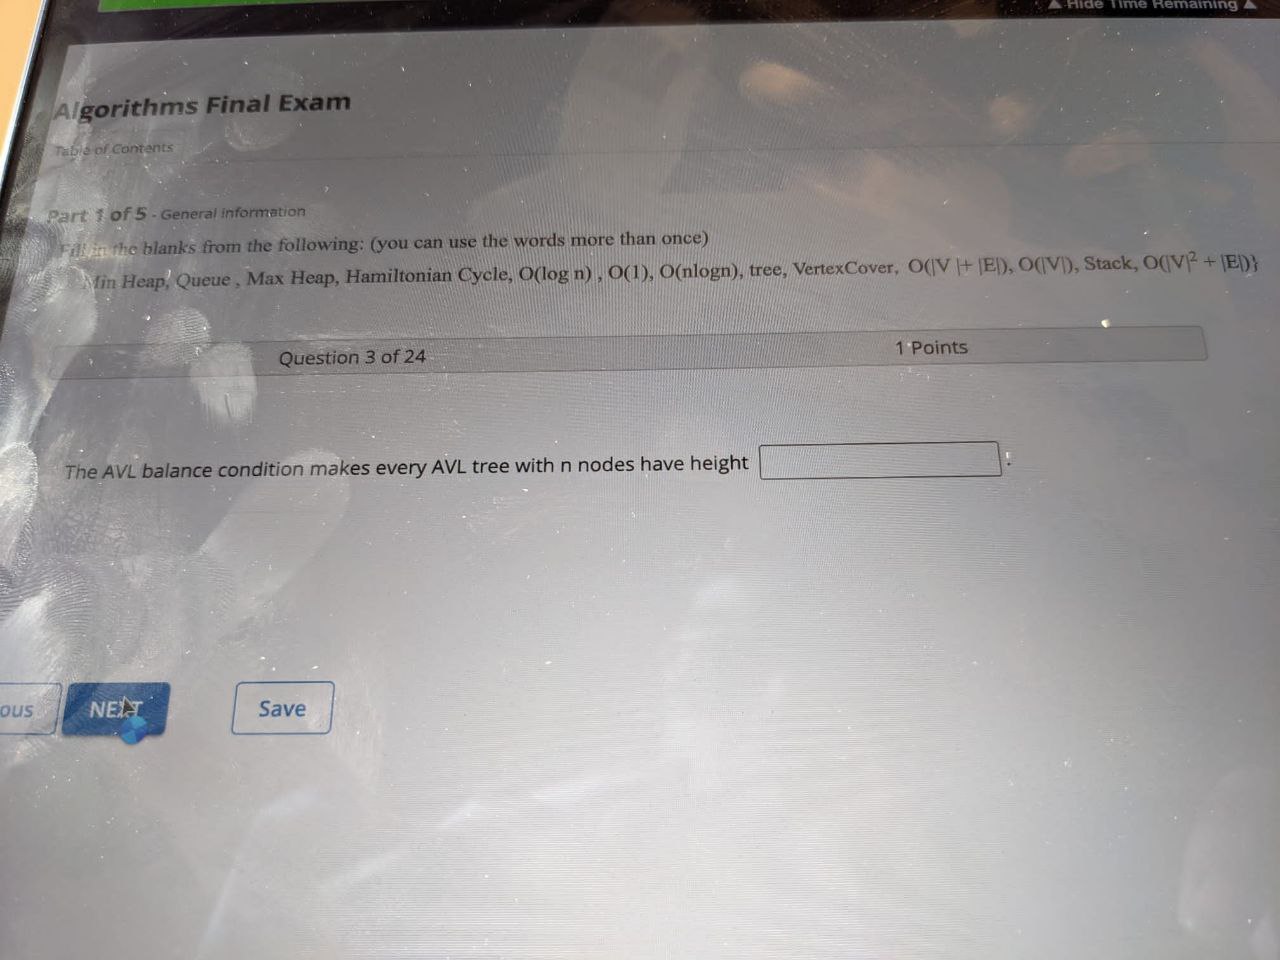 ▲ Hide Time Remaining ▲
Algorithms Final Exam
Table of Contents
Part 1 of 5 - General information
Fill in the blanks from the following: (you can use the words more than once)
Min Heap, Queue , Max Heap, Hamiltonian Cycle, O(log n) , O(1), O(nlogn), tree, VertexCover, O(|V |+ |E|), O(|V|), Stack, O(|V|² + |E|)}
Question 3 of 24 1 Points
The AVL balance condition makes every AVL tree with n nodes have height .
ous NEXT Save